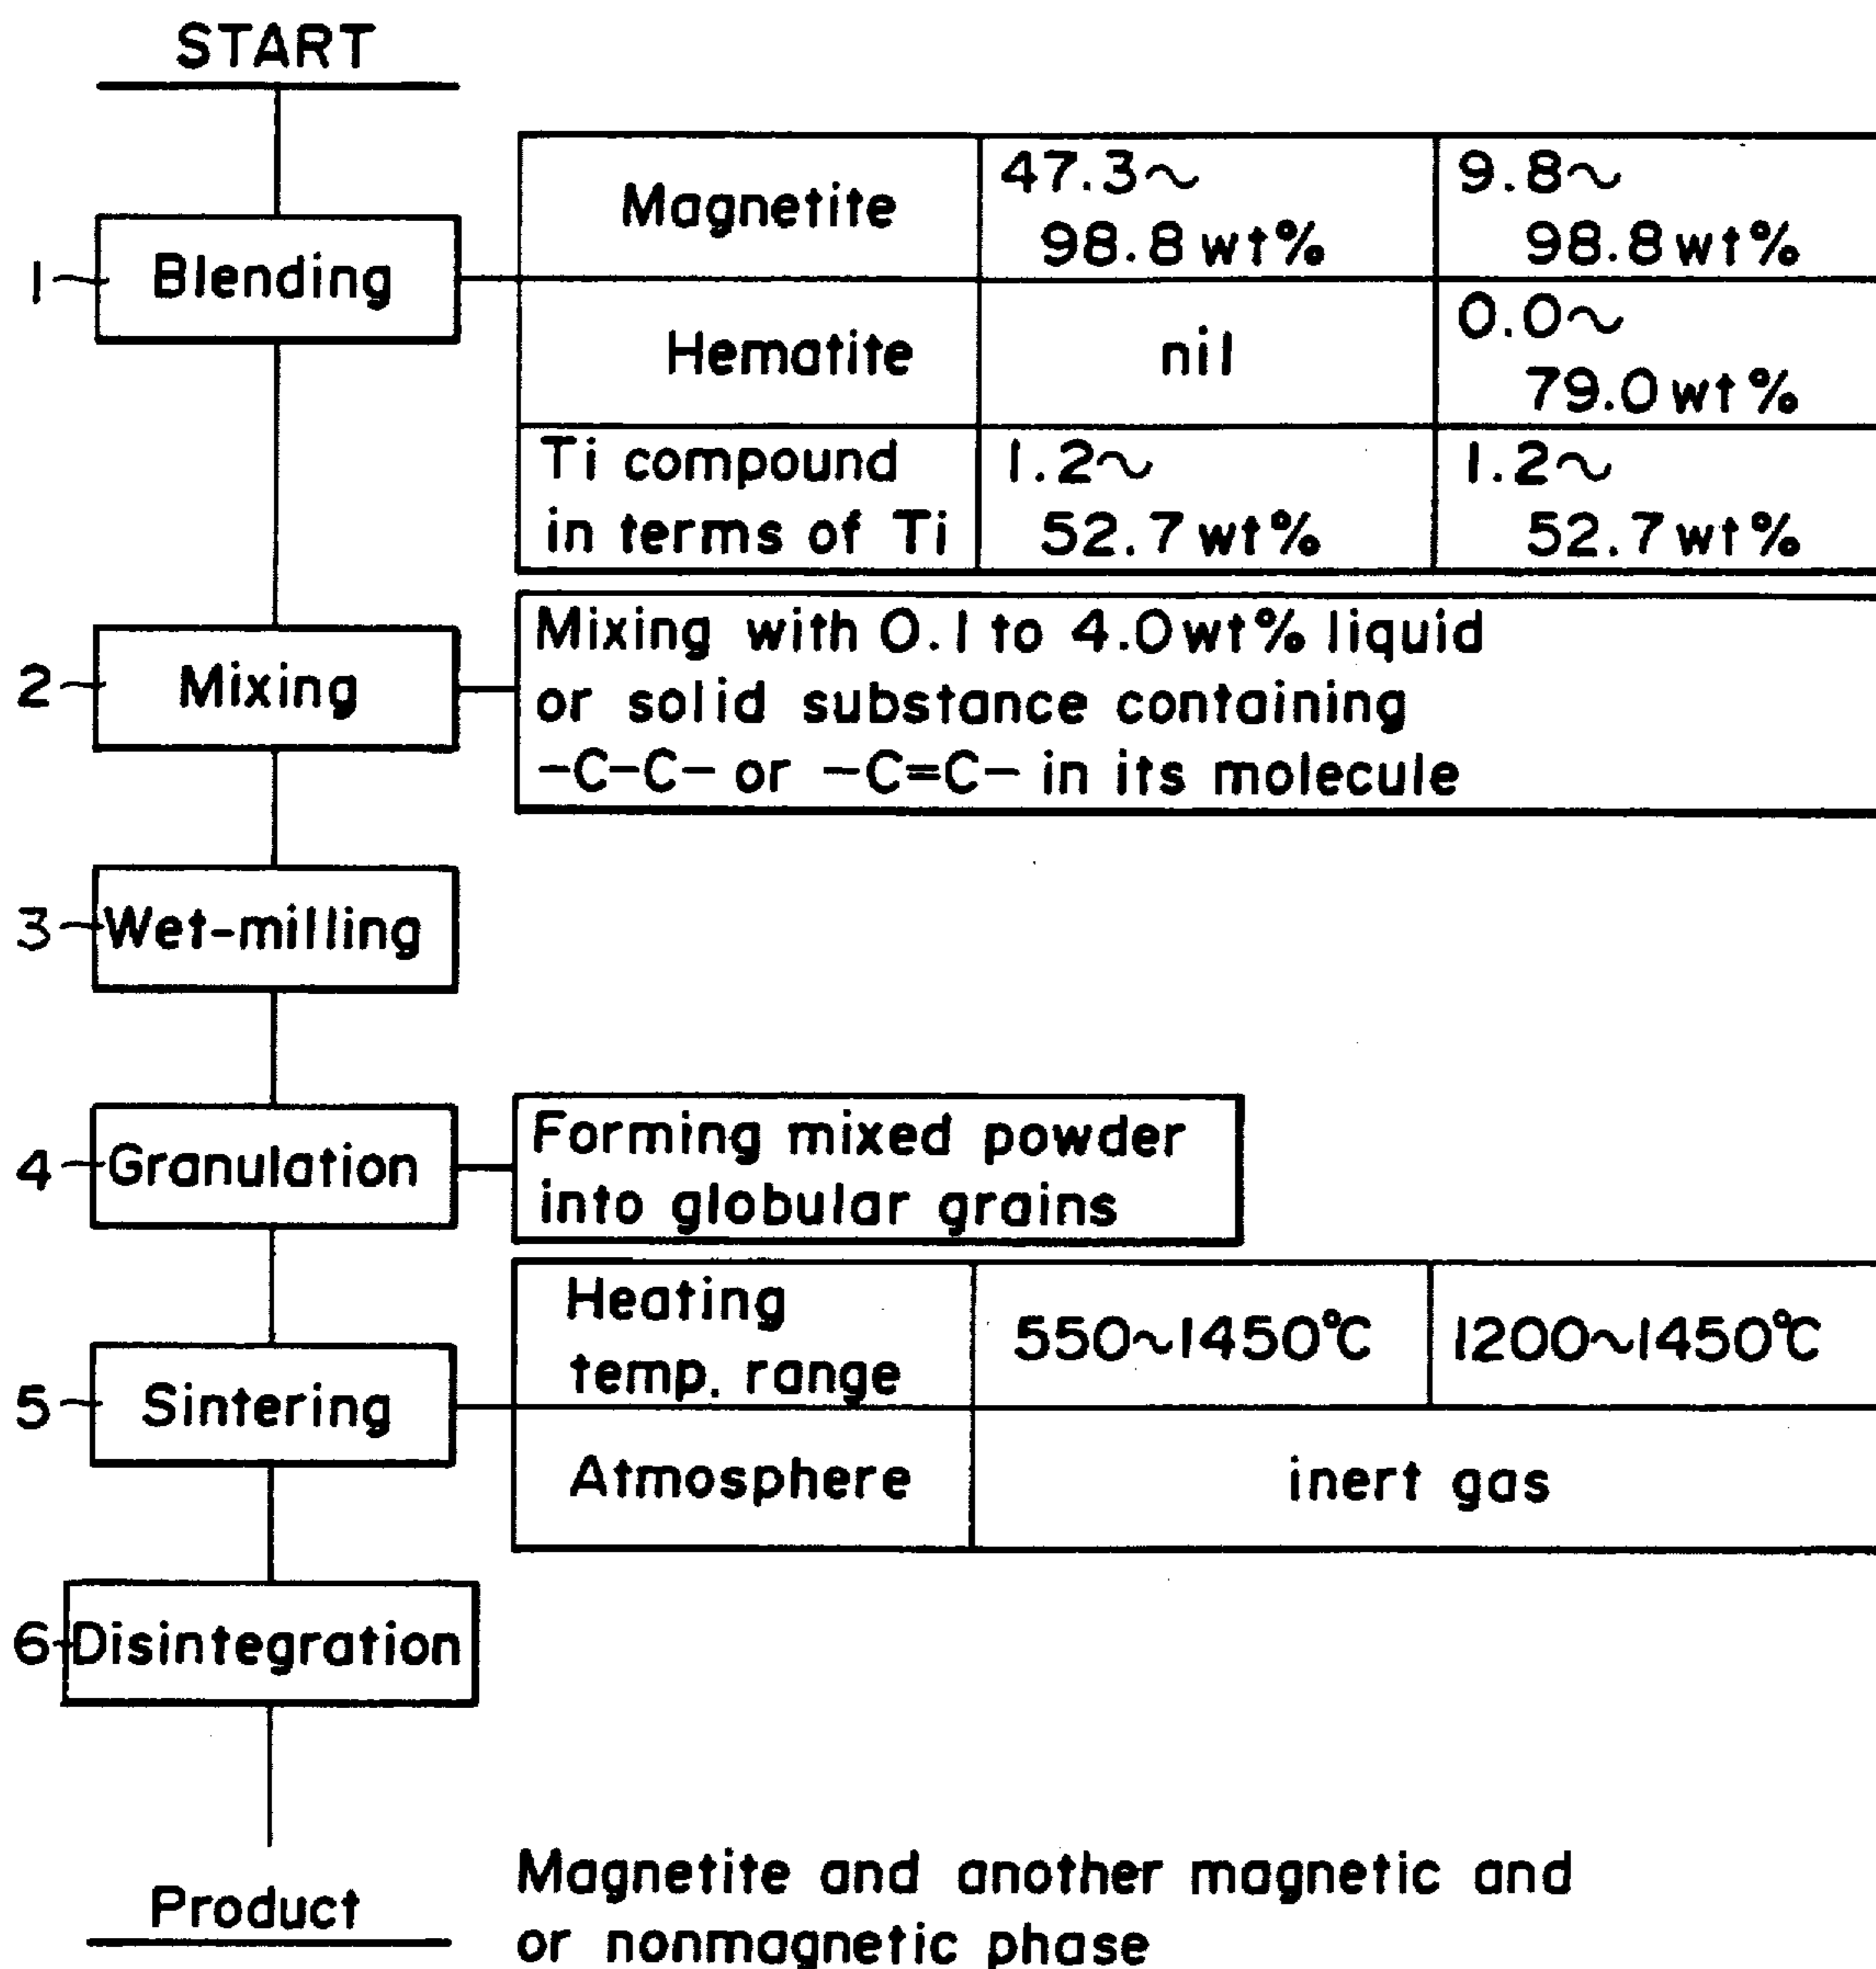 START
1
Blending
Magnetite
47.3~
98.8 wt%
9.8~
98.8 wt%
Hematite
nil
0.0~
79.0 wt%
Ti compound
in terms of Ti
1.2~
52.7 wt%
1.2~
52.7 wt%
2
Mixing
Mixing with 0.1 to 4.0 wt% liquid
or solid substance containing
-C-C- or -C=C- in its molecule
3
Wet-milling
4
Granulation
Forming mixed powder
into globular grains
5
Sintering
Heating
temp. range
550~1450°C
1200~1450°C
Atmosphere
inert gas
6
Disintegration
Product
Magnetite and another magnetic and
or nonmagnetic phase